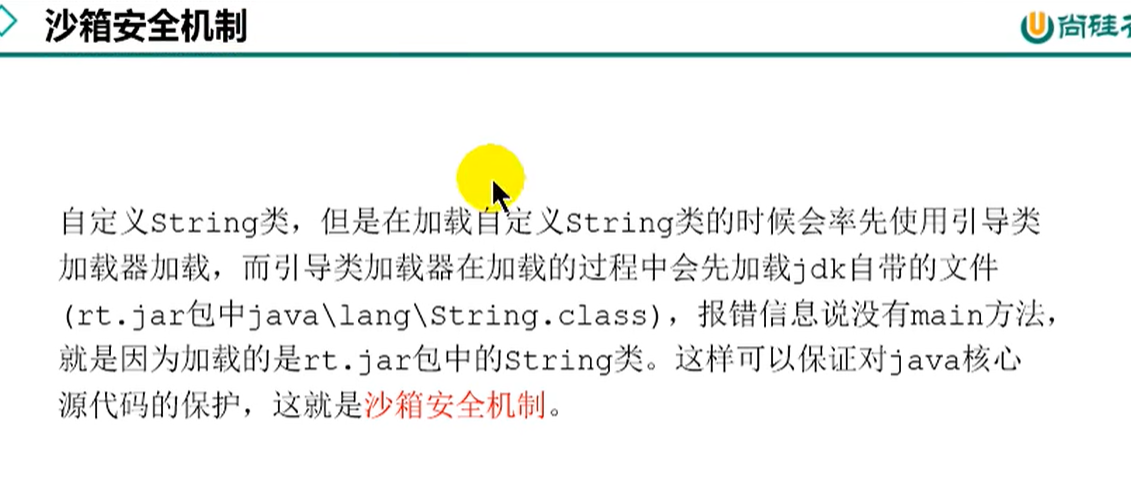 沙箱安全机制
尚硅
自定义String类，但是在加载自定义String类的时候会率先使用引导类
加载器加载，而引导类加载器在加载的过程中会先加载jdk自带的文件
(rt.jar包中java\lang\String.class)，报错信息说没有main方法，
就是因为加载的是rt.jar包中的String类。这样可以保证对java核心
源代码的保护，这就是沙箱安全机制。